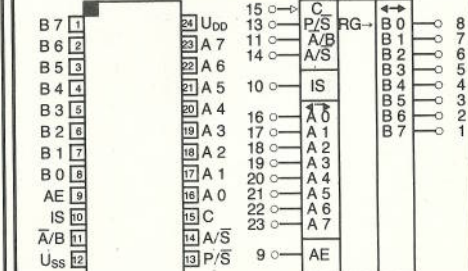 B 7 1 24 U_DD
B 6 2 23 A 7
B 5 3 22 A 6
B 4 4 21 A 5
B 3 5 20 A 4
B 2 6 19 A 3
B 1 7 18 A 2
B 0 8 17 A 1
AE 9 16 A 0
IS 10 15 C
A̅/B 11 14 A/S̅
U_SS 12 13 P/S̅
15 C
13 P/S̅ RG→ B 0 8
11 A̅/B B 1 7
14 A/S̅ B 2 6
B 3 5
10 IS B 4 4
B 5 3
16 A 0 B 6 2
17 A 1 B 7 1
18 A 2
19 A 3
20 A 4
21 A 5
22 A 6
23 A 7
9 AE